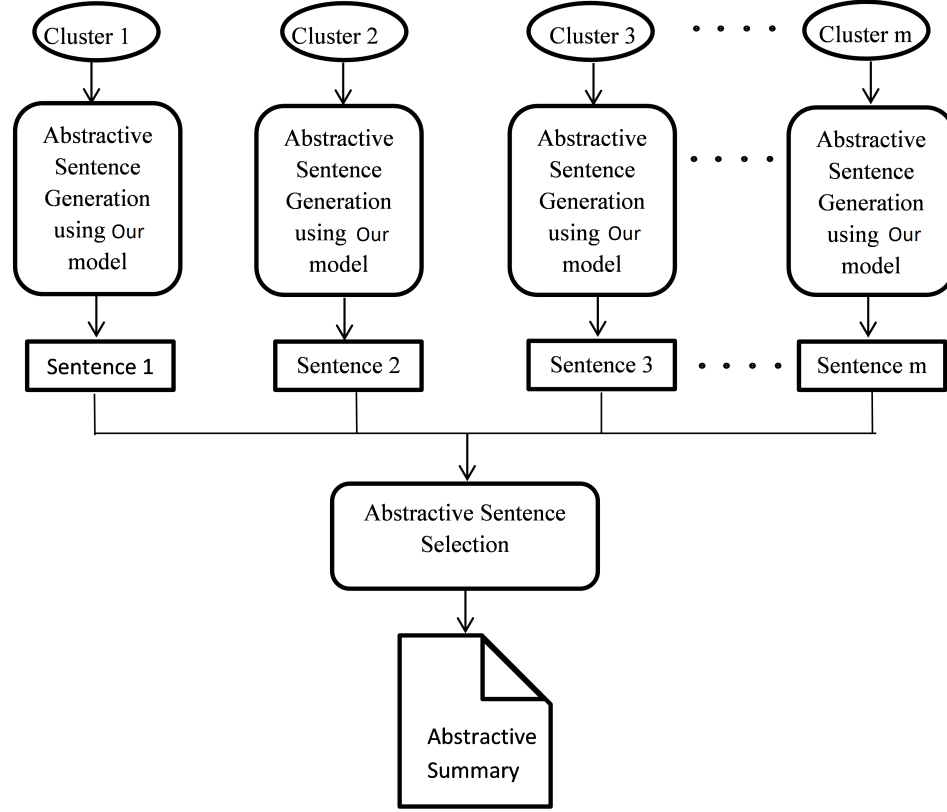 Cluster 1
Cluster 2
Cluster 3
. . . .
Cluster m
Abstractive
Sentence
Generation
using Our
model
Abstractive
Sentence
Generation
using Our
model
Abstractive
Sentence
Generation
using Our
model
. . . .
Abstractive
Sentence
Generation
using Our
model
Sentence 1
Sentence 2
Sentence 3
. . . .
Sentence m
Abstractive Sentence
Selection
Abstractive
Summary